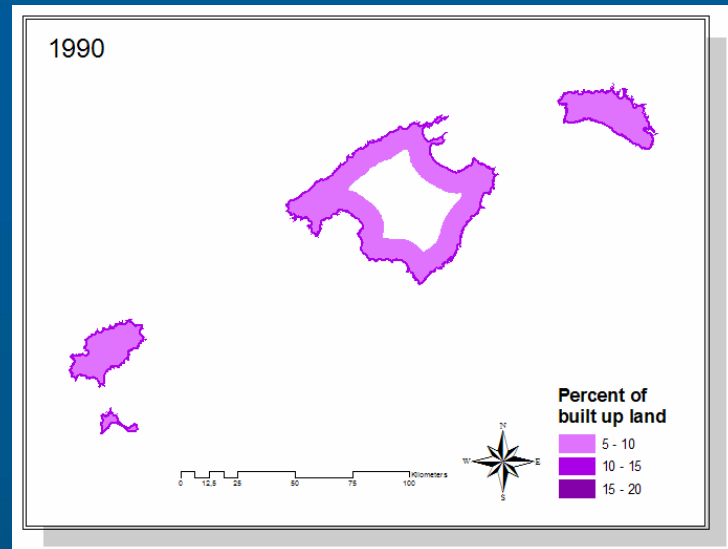 1990
Percent of
built up land
5 - 10
10 - 15
15 - 20
N
W
E
S
Kilometers
0 12,5 25 50 75 100